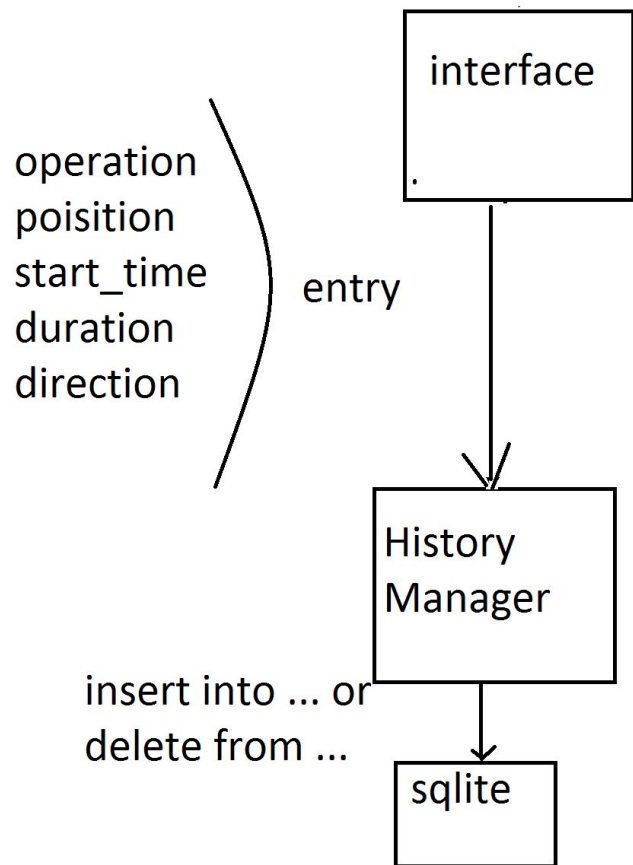 interface
operation
poisition
start_time
duration
direction
entry
History
Manager
insert into ... or
delete from ...
sqlite